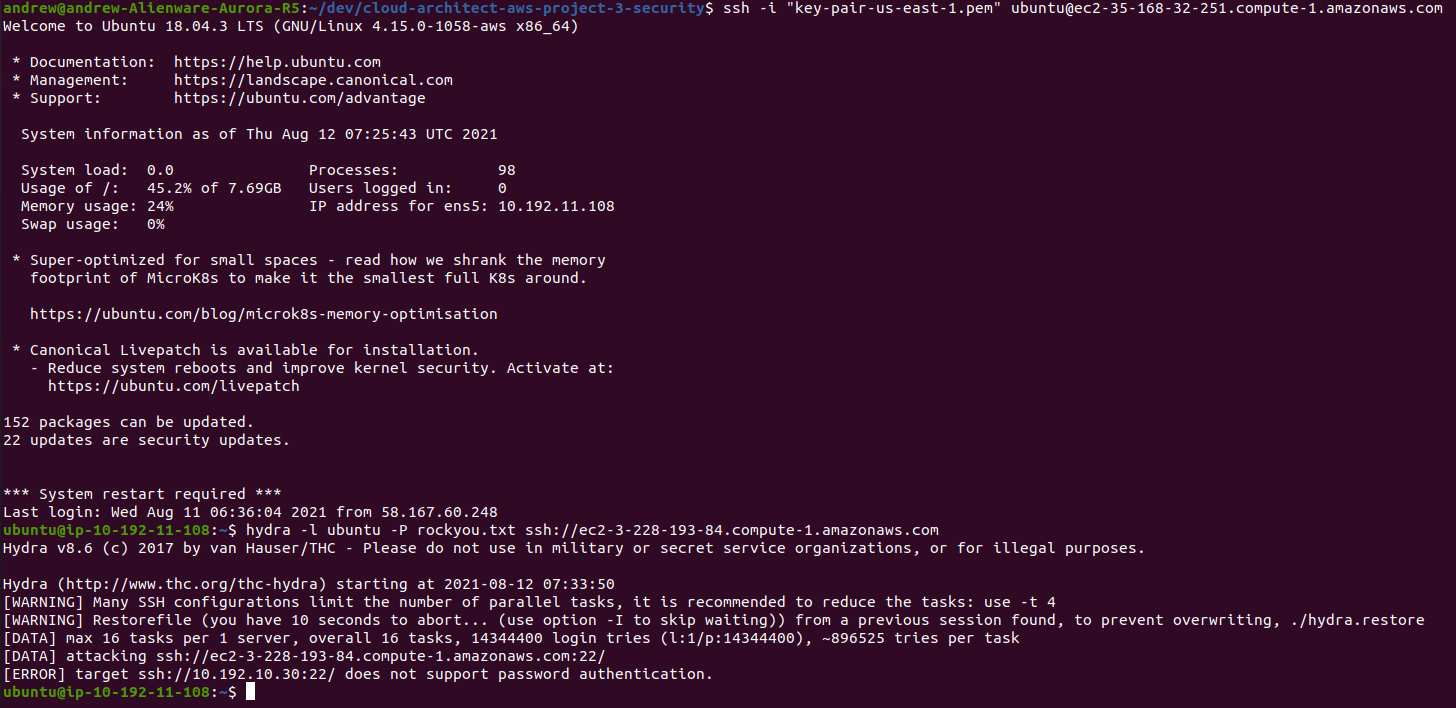 andrew@andrew-Alienware-Aurora-R5:~/dev/cloud-architect-aws-project-3-security$ ssh -i "key-pair-us-east-1.pem" ubuntu@ec2-35-168-32-251.compute-1.amazonaws.com
Welcome to Ubuntu 18.04.3 LTS (GNU/Linux 4.15.0-1058-aws x86_64)
* Documentation: https://help.ubuntu.com
* Management: https://landscape.canonical.com
* Support: https://ubuntu.com/advantage
System information as of Thu Aug 12 07:25:43 UTC 2021
System load: 0.0 Processes: 98
Usage of /: 45.2% of 7.69GB Users logged in: 0
Memory usage: 24% IP address for ens5: 10.192.11.108
Swap usage: 0%
* Super-optimized for small spaces - read how we shrank the memory
footprint of MicroK8s to make it the smallest full K8s around.
https://ubuntu.com/blog/microk8s-memory-optimisation
* Canonical Livepatch is available for installation.
- Reduce system reboots and improve kernel security. Activate at:
https://ubuntu.com/livepatch
152 packages can be updated.
22 updates are security updates.
*** System restart required ***
Last login: Wed Aug 11 06:36:04 2021 from 58.167.60.248
ubuntu@ip-10-192-11-108:~$ hydra -l ubuntu -P rockyou.txt ssh://ec2-3-228-193-84.compute-1.amazonaws.com
Hydra v8.6 (c) 2017 by van Hauser/THC - Please do not use in military or secret service organizations, or for illegal purposes.
Hydra (http://www.thc.org/thc-hydra) starting at 2021-08-12 07:33:50
[WARNING] Many SSH configurations limit the number of parallel tasks, it is recommended to reduce the tasks: use -t 4
[WARNING] Restorefile (you have 10 seconds to abort... (use option -I to skip waiting)) from a previous session found, to prevent overwriting, ./hydra.restore
[DATA] max 16 tasks per 1 server, overall 16 tasks, 14344400 login tries (l:1/p:14344400), ~896525 tries per task
[DATA] attacking ssh://ec2-3-228-193-84.compute-1.amazonaws.com:22/
[ERROR] target ssh://10.192.10.30:22/ does not support password authentication.
ubuntu@ip-10-192-11-108:~$